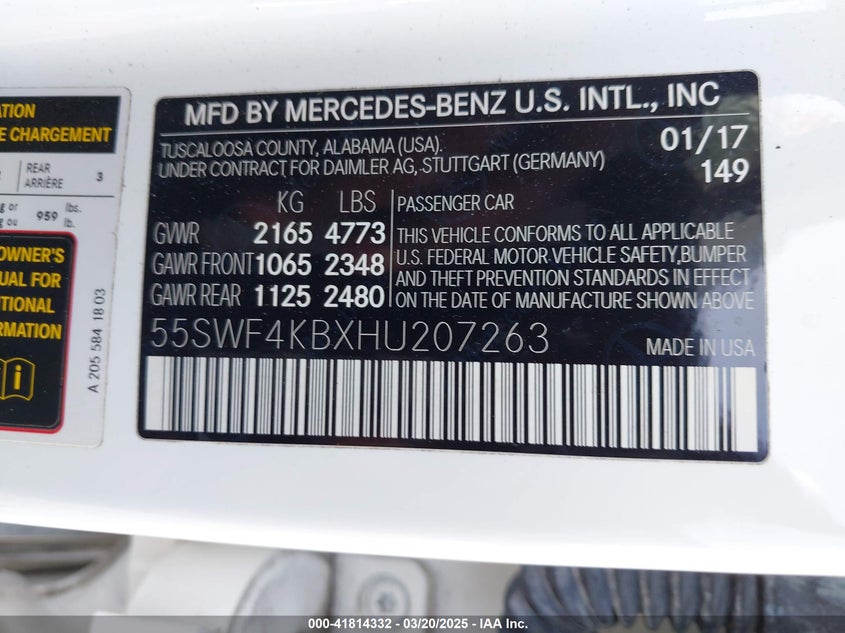 ATION
E CHARGEMENT
REAR
ARRIÈRE
3
959 lbs.
lb.
ou
OWNER'S
UAL FOR
TIONAL
RMATION
A 205 584 18 03
MFD BY MERCEDES-BENZ U.S. INTL., INC
TUSCALOOSA COUNTY, ALABAMA (USA).
UNDER CONTRACT FOR DAIMLER AG, STUTTGART (GERMANY)
01/17
149
KG LBS
GWR 2165 4773
GAWR FRONT 1065 2348
GAWR REAR 1125 2480
PASSENGER CAR
THIS VEHICLE CONFORMS TO ALL APPLICABLE
U.S. FEDERAL MOTOR VEHICLE SAFETY,BUMPER
AND THEFT PREVENTION STANDARDS IN EFFECT
ON THE DATE OF MANUFACTURE SHOWN ABOVE
55SWF4KBXHU207263
MADE IN USA
000-41814332 - 03/20/2025 - IAA Inc.